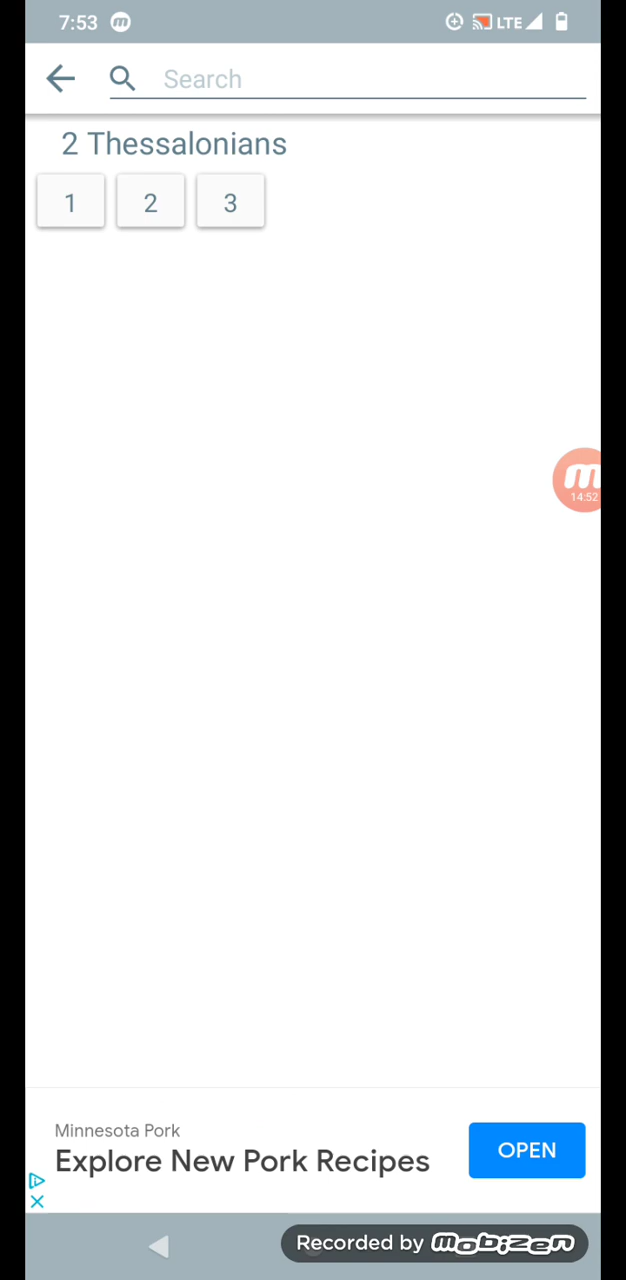 7:53 m LTE
Search
2 Thessalonians
1 2 3
m
14:52
Minnesota Pork
Explore New Pork Recipes
OPEN
Recorded by mobizen